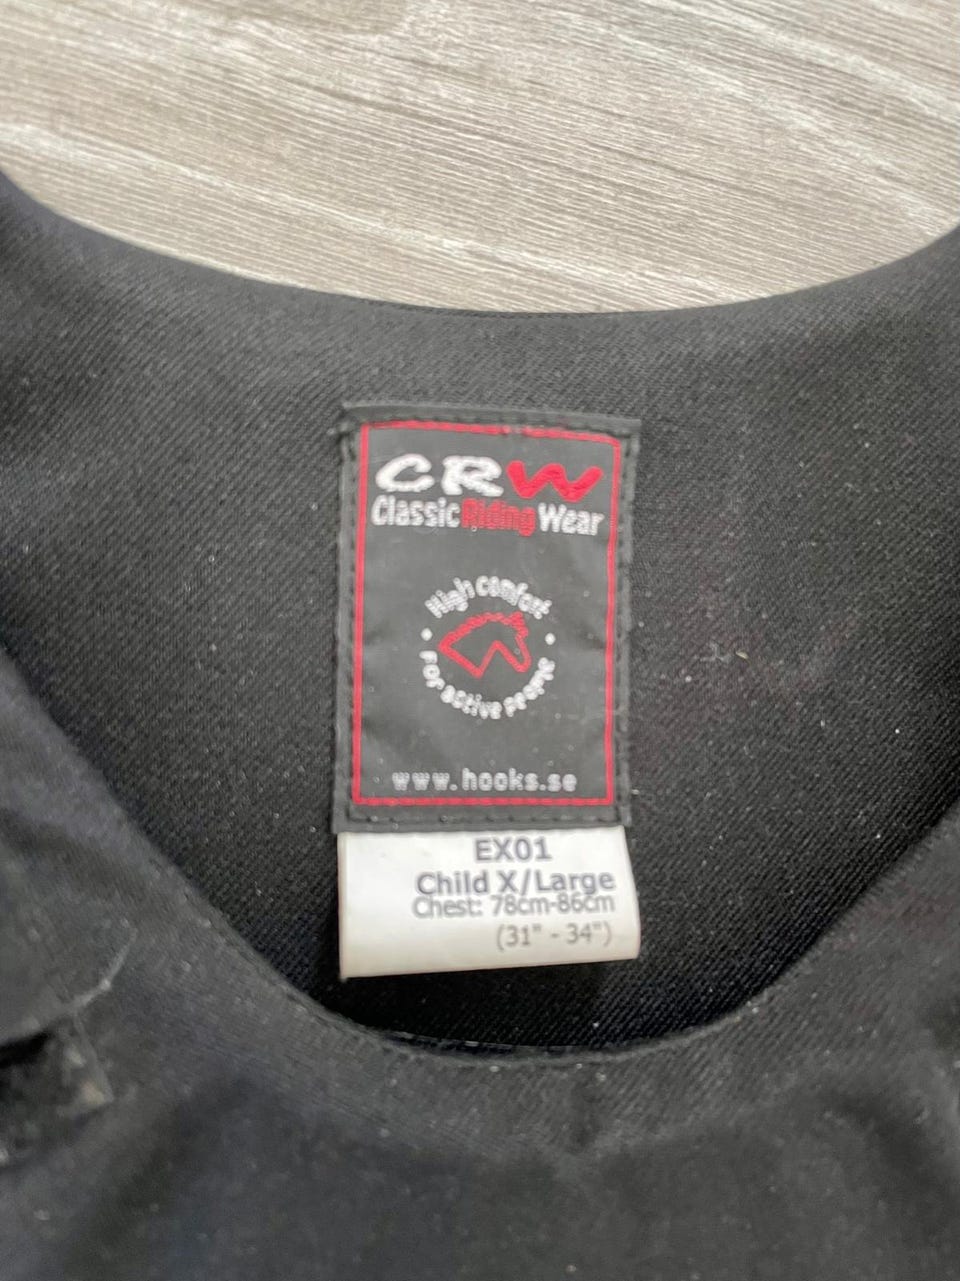 CRW
Classic Riding Wear
High comfort
For active people
www.hooks.se
EX01
Child X/Large
Chest: 78cm-86cm
(31" - 34")